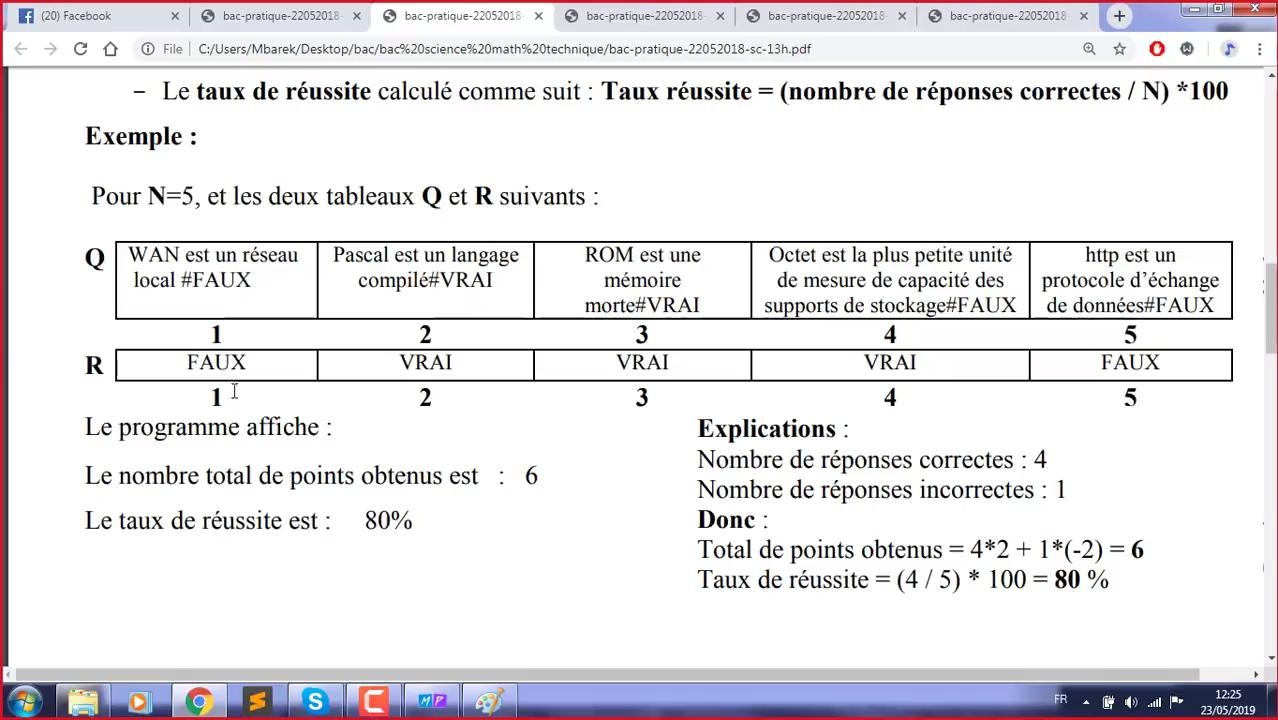 (20) Facebook
bac-pratique-22052018-
bac-pratique-22052018-
bac-pratique-22052018-
bac-pratique-22052018-
bac-pratique-22052018-
File
C:/Users/Mbarek/Desktop/bac/bac%20science%20math%20technique/bac-pratique-22052018-sc-13h.pdf
- Le taux de réussite calculé comme suit : Taux réussite = (nombre de réponses correctes / N) *100
Exemple :
Pour N=5, et les deux tableaux Q et R suivants :
Q
WAN est un réseau
local #FAUX
Pascal est un langage
compilé#VRAI
ROM est une
mémoire
morte#VRAI
Octet est la plus petite unité
de mesure de capacité des
supports de stockage#FAUX
http est un
protocole d'échange
de données#FAUX
1 2 3 4 5
R FAUX VRAI VRAI VRAI FAUX
1 2 3 4 5
Le programme affiche :
Le nombre total de points obtenus est : 6
Le taux de réussite est : 80%
Explications :
Nombre de réponses correctes : 4
Nombre de réponses incorrectes : 1
Donc :
Total de points obtenus = 4*2 + 1*(-2) = 6
Taux de réussite = (4 / 5) * 100 = 80 %
FR
12:25
23/05/2019